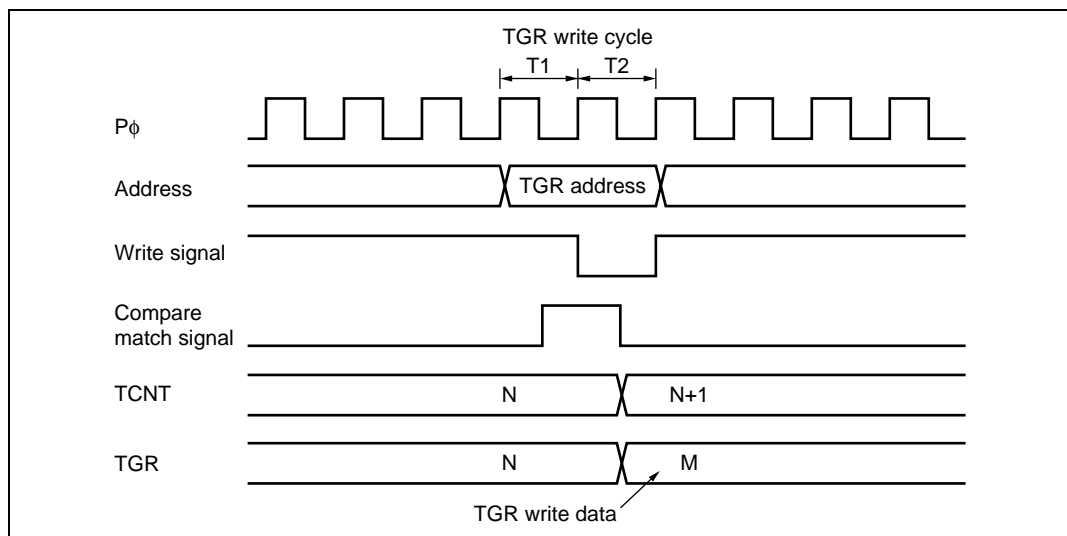 TGR write cycle
T1 T2
Pϕ
Address TGR address
Write signal
Compare
match signal
TCNT N N+1
TGR N M
TGR write data